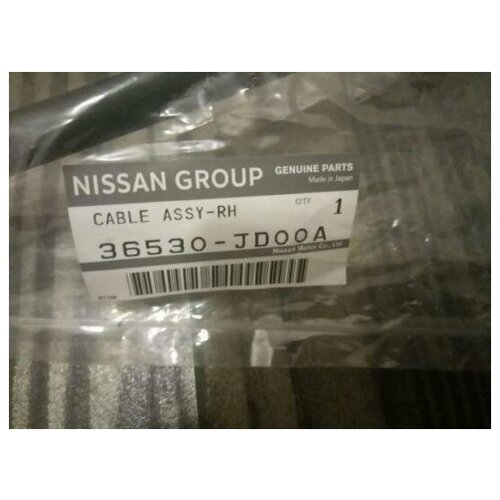 NISSAN GROUP
GENUINE PARTS
Made in Japan
CABLE ASSY-RH
QTY 1
36530-JD00A
Nissan Motor Co., Ltd.